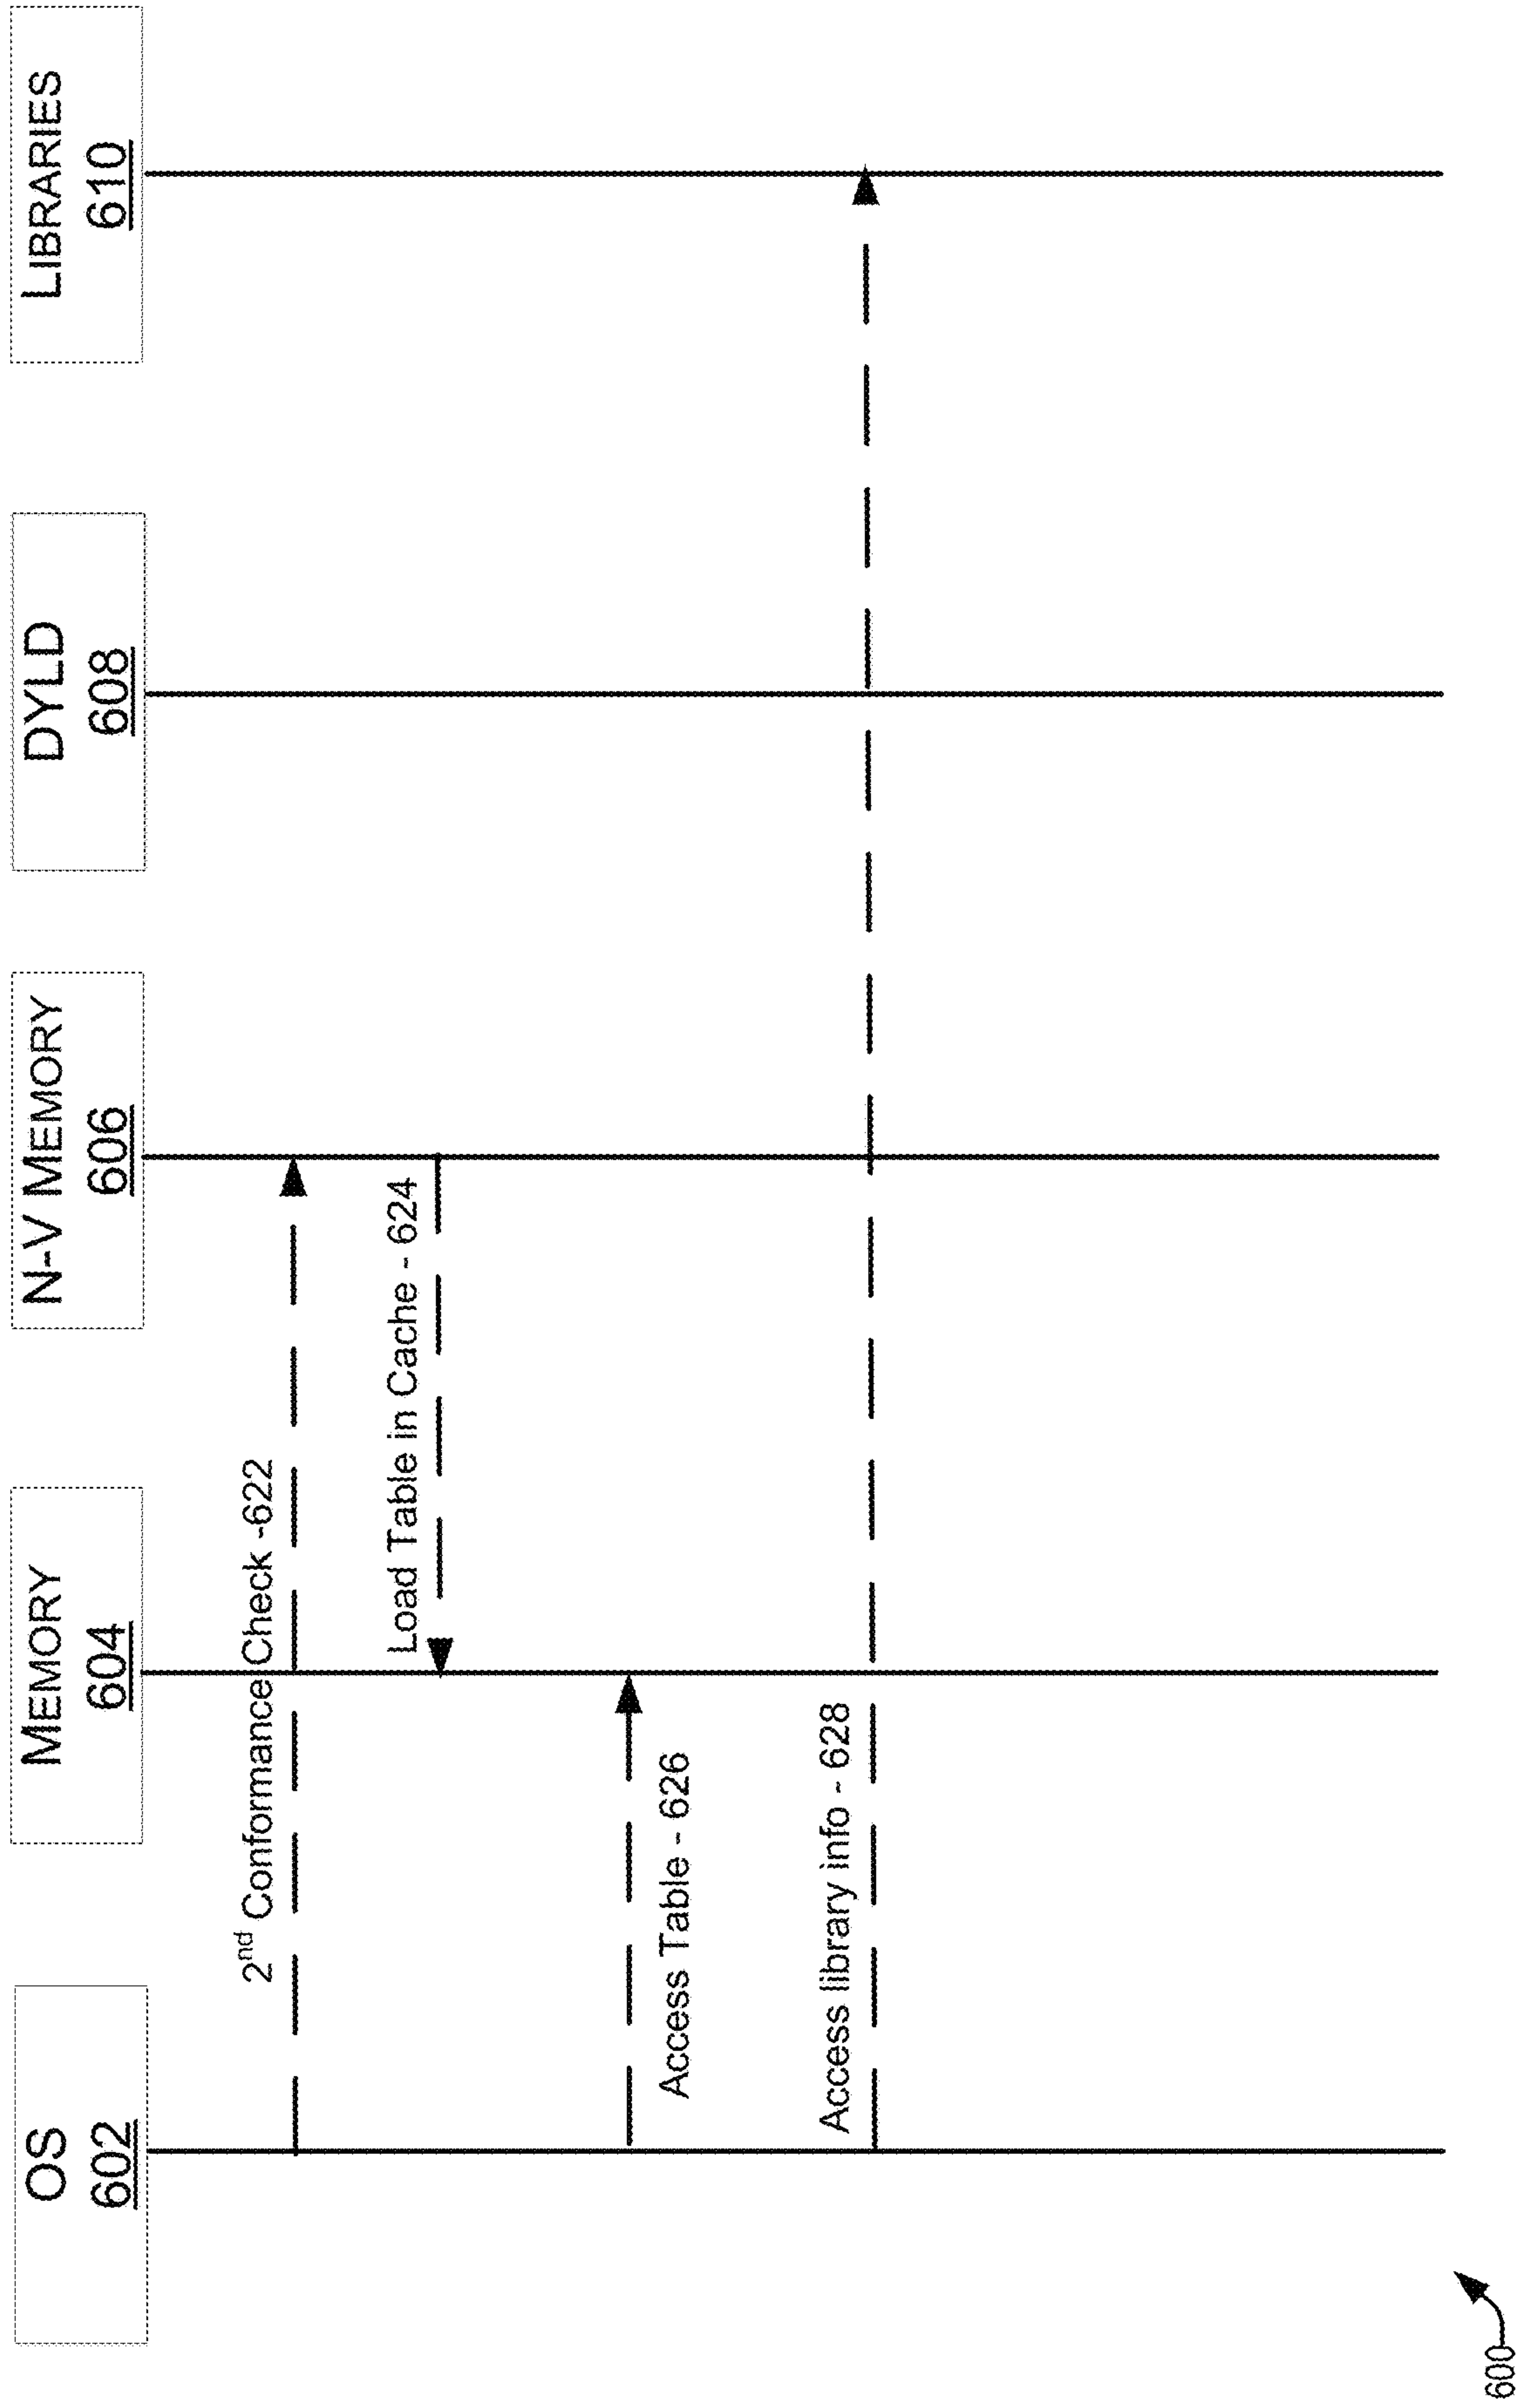 OS
602
MEMORY
604
N-V MEMORY
606
DYLD
608
LIBRARIES
610
2nd Conformance Check -622
Load Table in Cache - 624
Access Table - 626
Access library info - 628
600